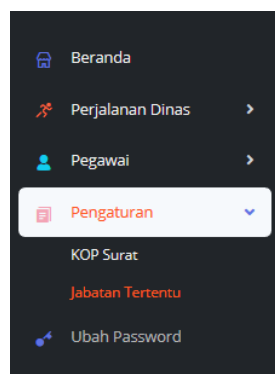 Beranda
Perjalanan Dinas
Pegawai
Pengaturan
KOP Surat
Jabatan Tertentu
Ubah Password